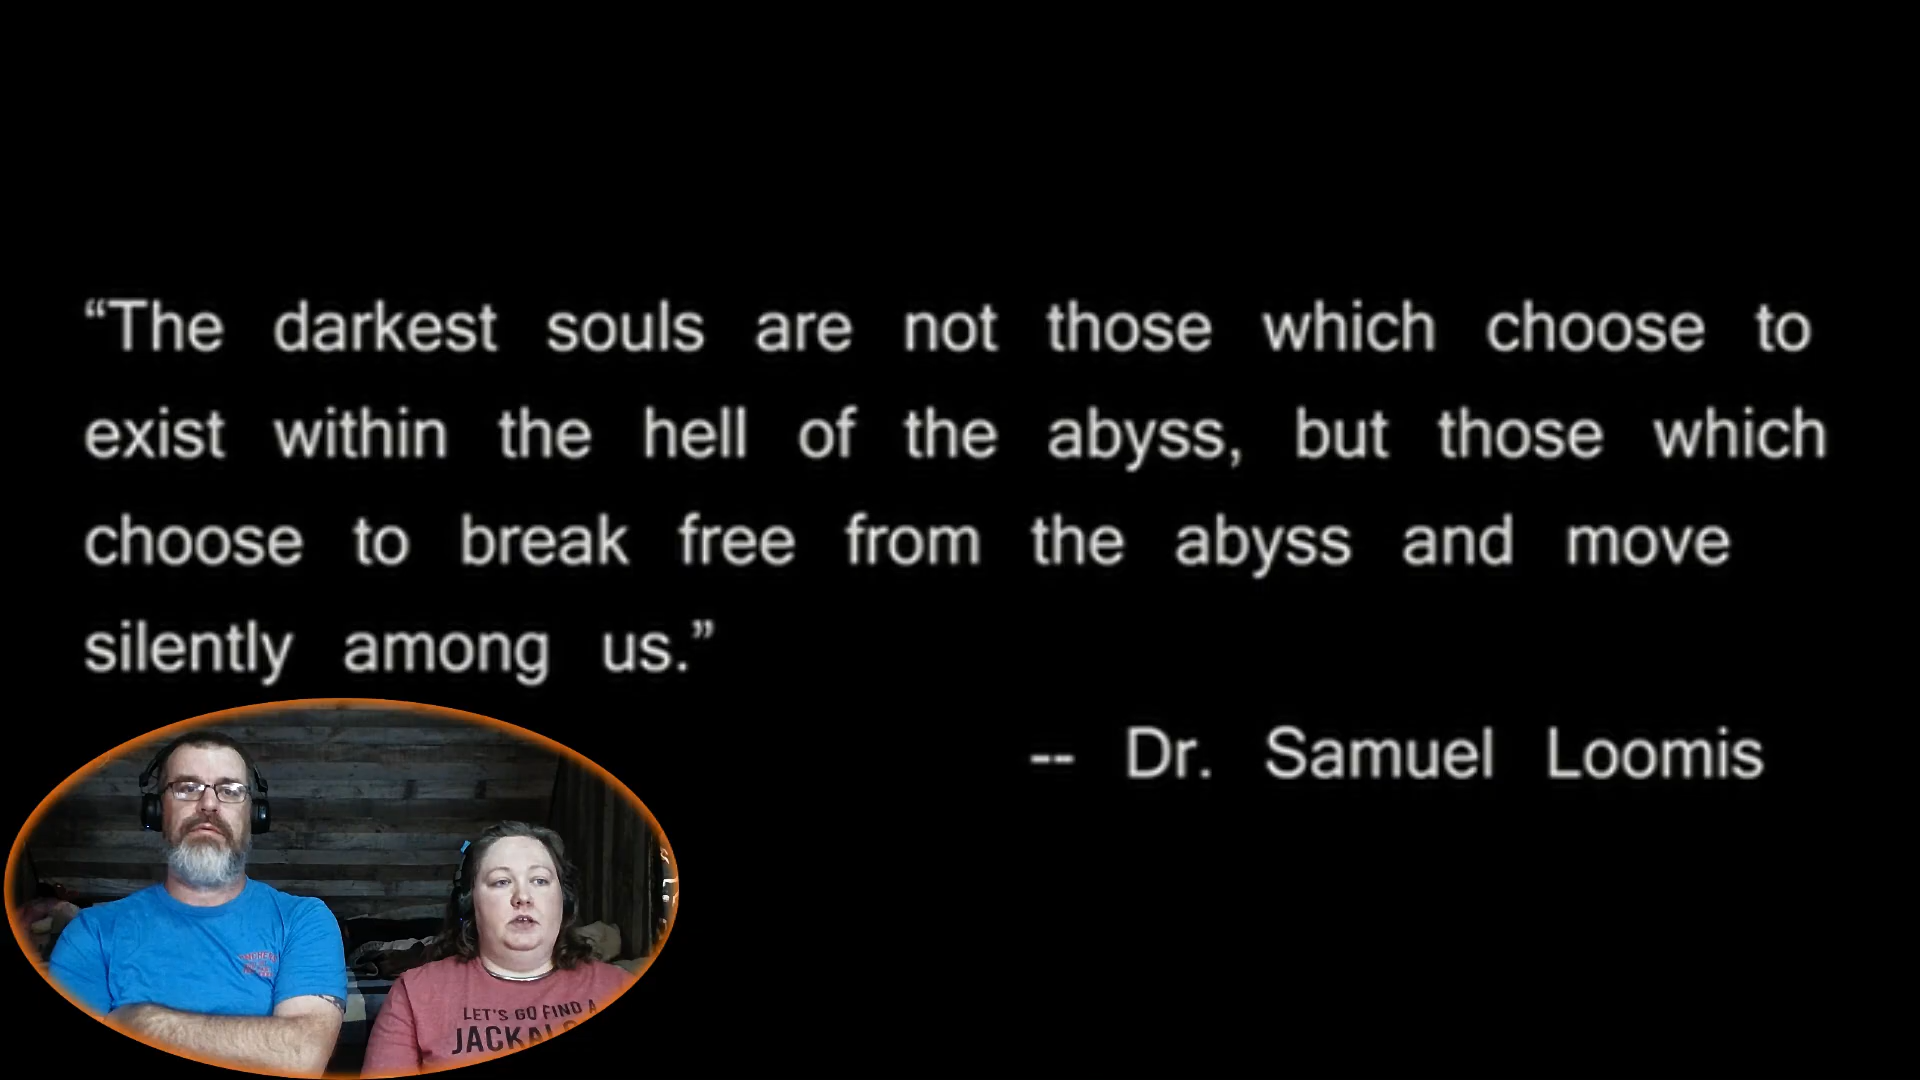 “The darkest souls are not those which choose to
exist within the hell of the abyss, but those which
choose to break free from the abyss and move
silently among us.”
-- Dr. Samuel Loomis
LET'S GO FIND A